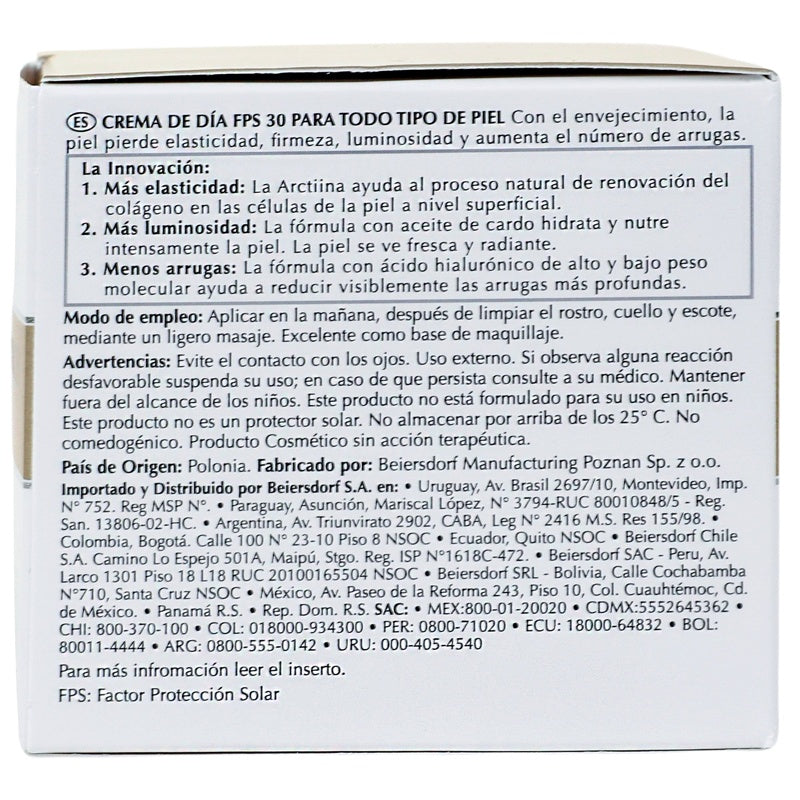 ES CREMA DE DÍA FPS 30 PARA TODO TIPO DE PIEL Con el envejecimiento, la
piel pierde elasticidad, firmeza, luminosidad y aumenta el número de arrugas.
La Innovación:
1. Más elasticidad: La Arctiina ayuda al proceso natural de renovación del
colágeno en las células de la piel a nivel superficial.
2. Más luminosidad: La fórmula con aceite de cardo hidrata y nutre
intensamente la piel. La piel se ve fresca y radiante.
3. Menos arrugas: La fórmula con ácido hialurónico de alto y bajo peso
molecular ayuda a reducir visiblemente las arrugas más profundas.
Modo de empleo: Aplicar en la mañana, después de limpiar el rostro, cuello y escote,
mediante un ligero masaje. Excelente como base de maquillaje.
Advertencias: Evite el contacto con los ojos. Uso externo. Si observa alguna reacción
desfavorable suspenda su uso; en caso de que persista consulte a su médico. Mantener
fuera del alcance de los niños. Este producto no está formulado para su uso en niños.
Este producto no es un protector solar. No almacenar por arriba de los 25° C. No
comedogénico. Producto Cosmético sin acción terapéutica.
País de Origen: Polonia. Fabricado por: Beiersdorf Manufacturing Poznan Sp. z o.o.
Importado y Distribuido por Beiersdorf S.A. en: • Uruguay, Av. Brasil 2697/10, Montevideo, Imp.
N° 752. Reg MSP N°. • Paraguay, Asunción, Mariscal López, N° 3794-RUC 80010848/5 - Reg.
San. 13806-02-HC. • Argentina, Av. Triunvirato 2902, CABA, Leg N° 2416 M.S. Res 155/98. •
Colombia, Bogotá. Calle 100 N° 23-10 Piso 8 NSOC • Ecuador, Quito NSOC • Beiersdorf Chile
S.A. Camino Lo Espejo 501A, Maipú, Stgo. Reg. ISP N°1618C-472. • Beiersdorf SAC - Peru, Av.
Larco 1301 Piso 18 L18 RUC 20100165504 NSOC • Beiersdorf SRL - Bolivia, Calle Cochabamba
N°710, Santa Cruz NSOC • México, Av. Paseo de la Reforma 243, Piso 10, Col. Cuauhtémoc, Cd.
de México. • Panamá R.S. • Rep. Dom. R.S. SAC: • MEX:800-01-20020 • CDMX:5552645362 •
CHI: 800-370-100 • COL: 018000-934300 • PER: 0800-71020 • ECU: 18000-64832 • BOL:
80011-4444 • ARG: 0800-555-0142 • URU: 000-405-4540
Para más infromación leer el inserto.
FPS: Factor Protección Solar